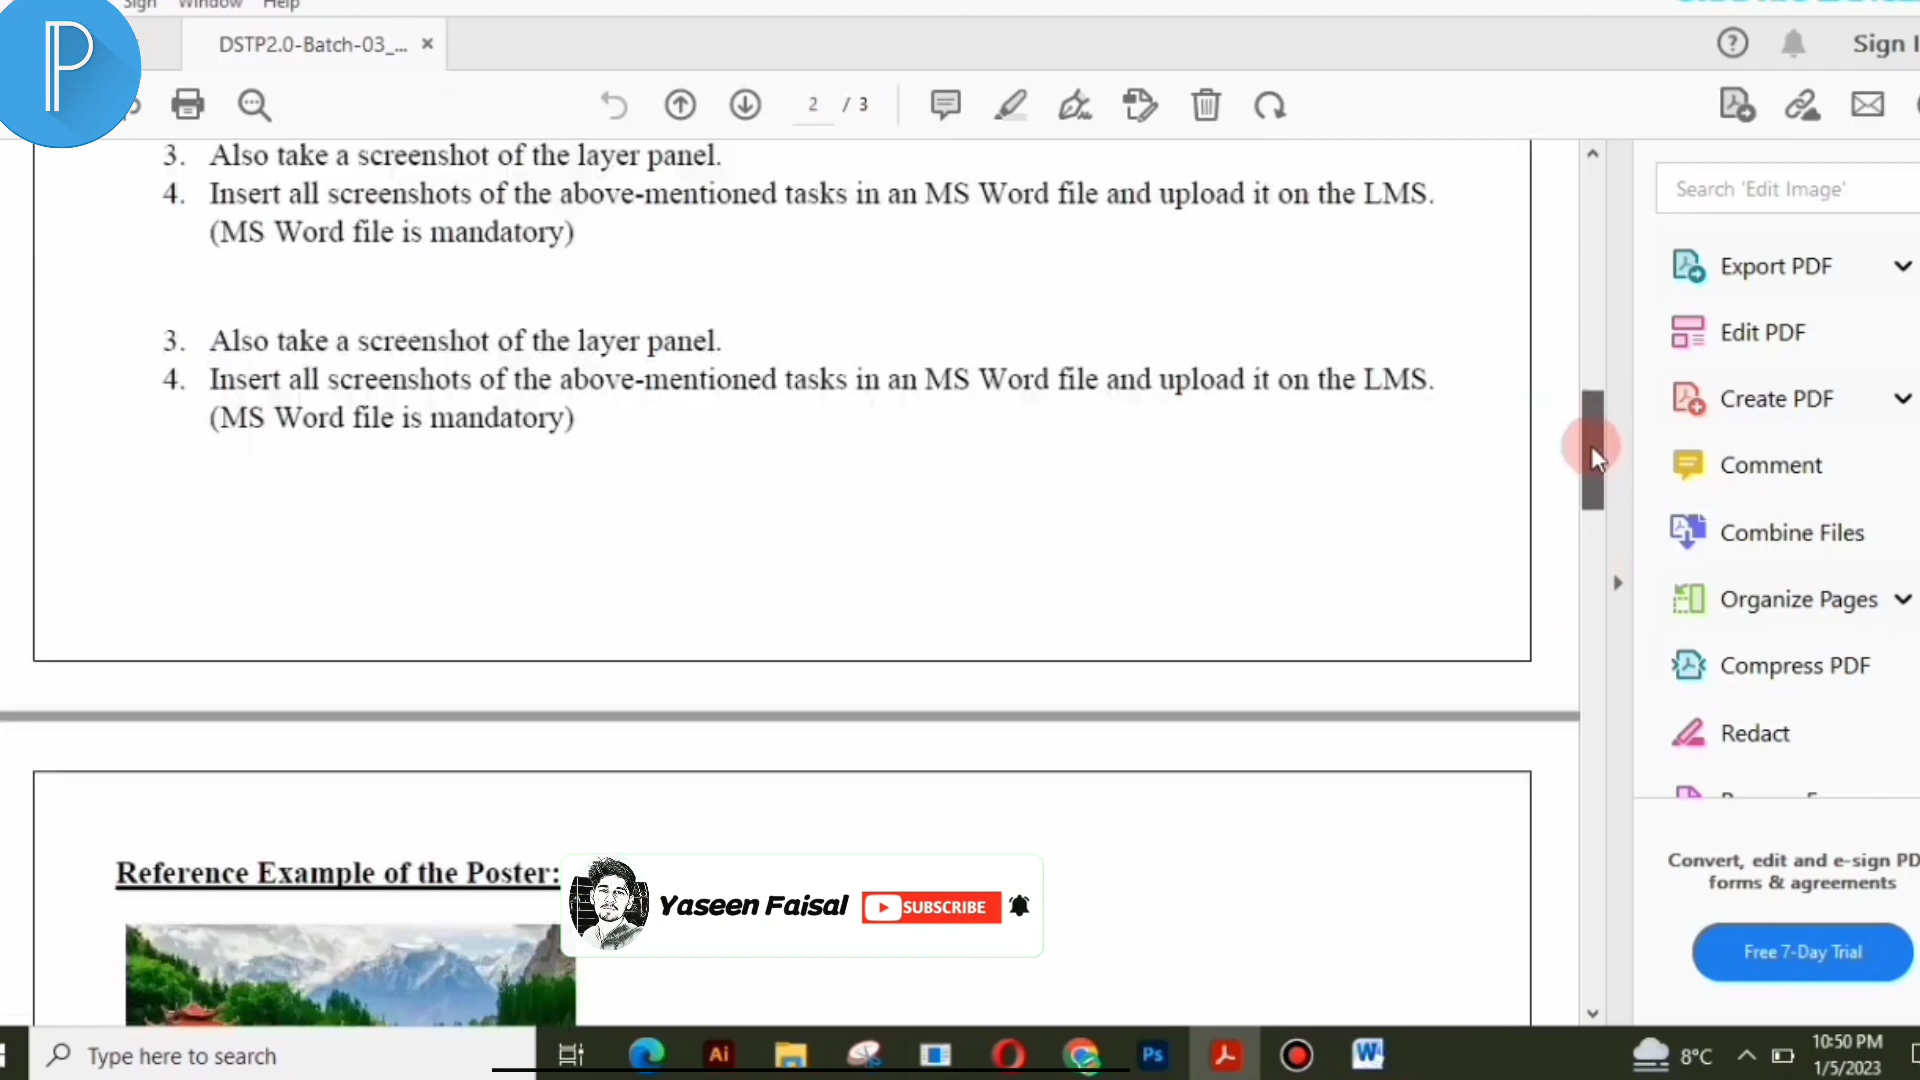 Sign Window Help
DSTP2.0-Batch-03_... ×
Sign I
2 / 3
3. Also take a screenshot of the layer panel.
4. Insert all screenshots of the above-mentioned tasks in an MS Word file and upload it on the LMS.
(MS Word file is mandatory)
3. Also take a screenshot of the layer panel.
4. Insert all screenshots of the above-mentioned tasks in an MS Word file and upload it on the LMS.
(MS Word file is mandatory)
Reference Example of the Poster:
Yaseen Faisal SUBSCRIBE
Search 'Edit Image'
Export PDF
Edit PDF
Create PDF
Comment
Combine Files
Organize Pages
Compress PDF
Redact
Convert, edit and e-sign PD
forms & agreements
Free 7-Day Trial
Type here to search
Ai
Ps
W
8°C
10:50 PM
1/5/2023